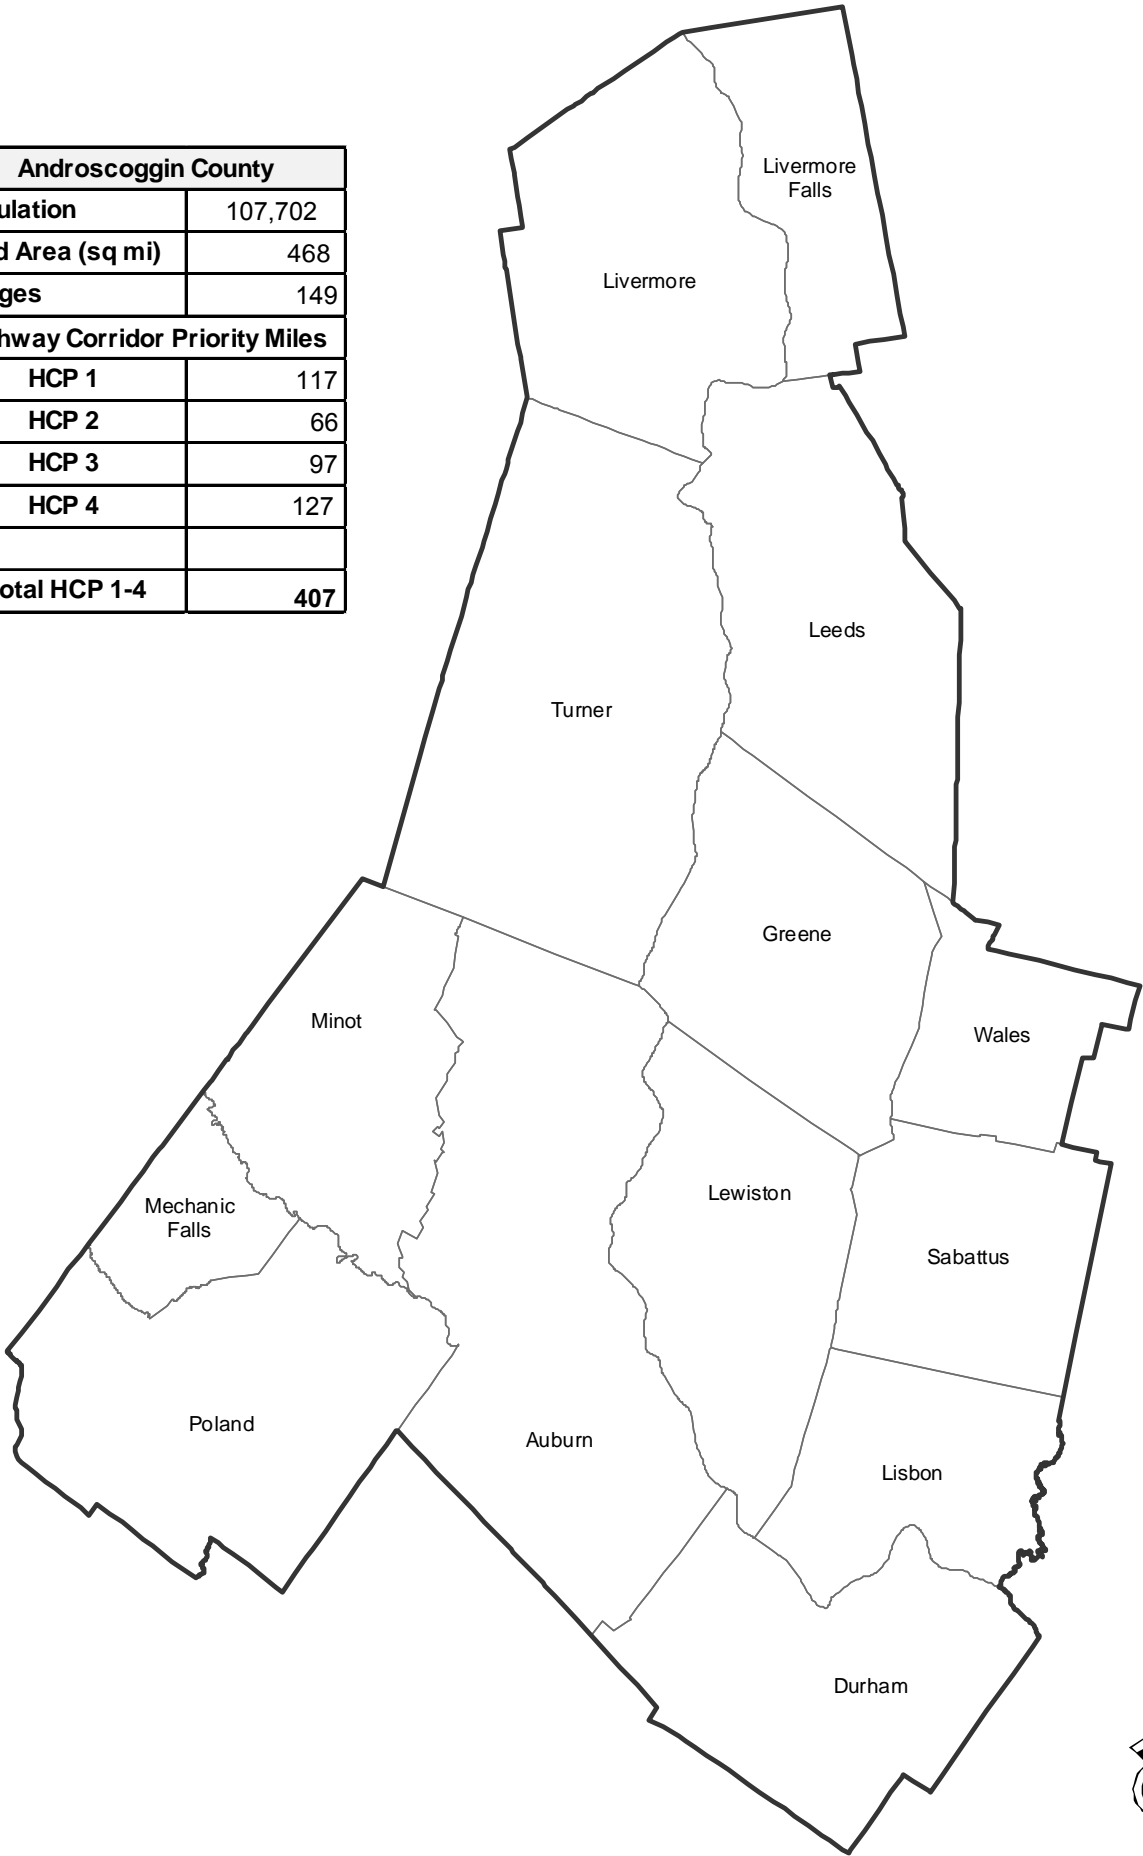 Androscoggin County
ulation 107,702
d Area (sq mi) 468
ges 149
hway Corridor Priority Miles
HCP 1 117
HCP 2 66
HCP 3 97
HCP 4 127
otal HCP 1-4 407
Livermore
Falls
Livermore
Leeds
Turner
Greene
Minot
Wales
Mechanic
Falls
Lewiston
Sabattus
Poland
Auburn
Lisbon
Durham